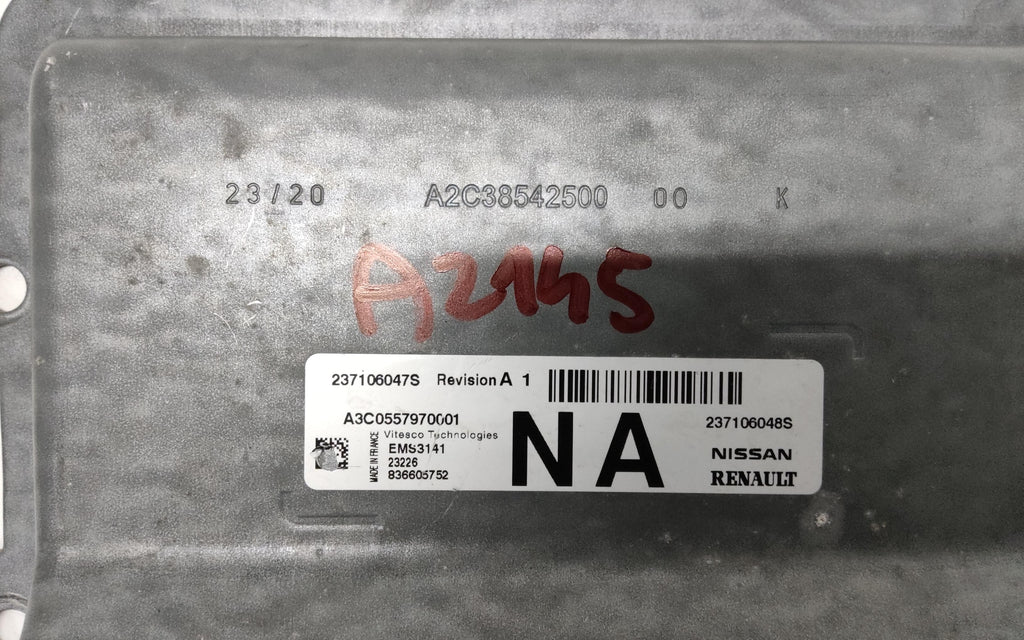 23/20 A2C38542500 00 K
A2145
237106047S Revision A 1
A3C0557970001
237106048S
Vitesco Technologies
NA
MADE IN FRANCE
EMS3141
NISSAN
23226
836605752
RENAULT